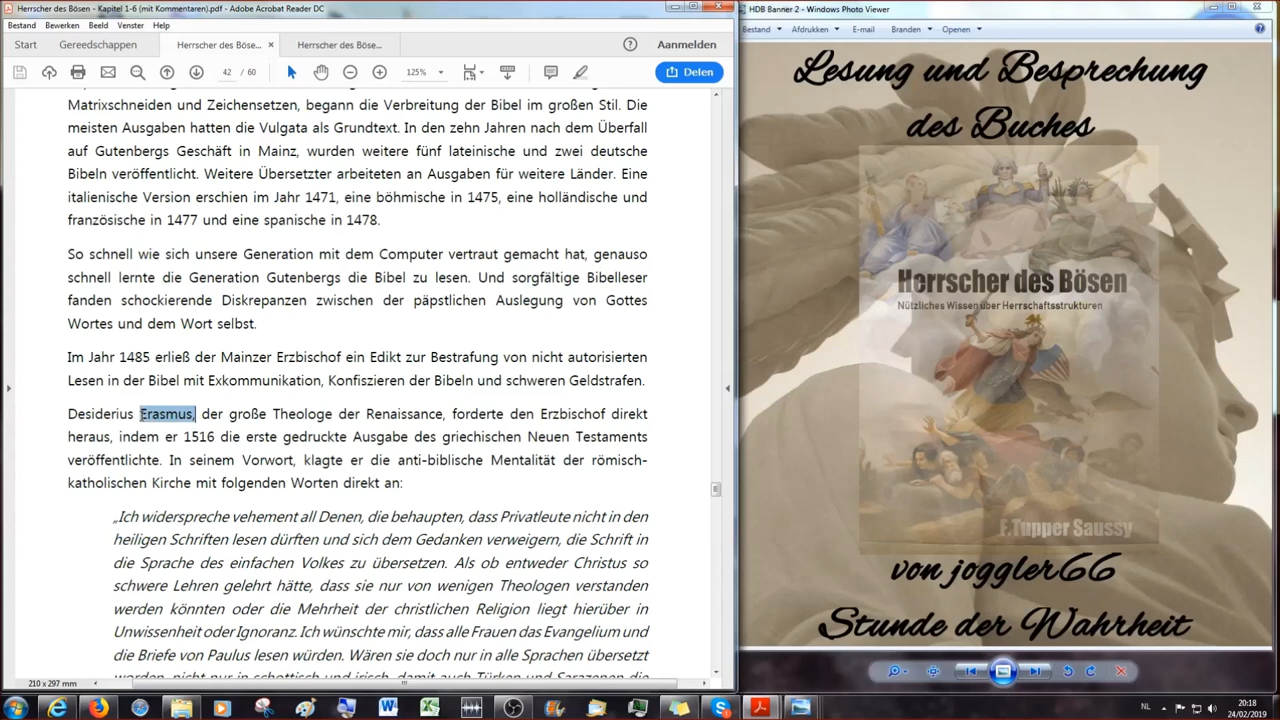 Herrscher des Bösen - Kapitel 1-6 (mit Kommentaren).pdf - Adobe Acrobat Reader DC
Bestand Bewerken Beeld Venster Help
Start Gereedschappen Herrscher des Böse... × Herrscher des Böse... Aanmelden
42 / 60 125% Delen
Matrixschneiden und Zeichensetzen, begann die Verbreitung der Bibel im großen Stil. Die
meisten Ausgaben hatten die Vulgata als Grundtext. In den zehn Jahren nach dem Überfall
auf Gutenbergs Geschäft in Mainz, wurden weitere fünf lateinische und zwei deutsche
Bibeln veröffentlicht. Weitere Übersetzter arbeiteten an Ausgaben für weitere Länder. Eine
italienische Version erschien im Jahr 1471, eine böhmische in 1475, eine holländische und
französische in 1477 und eine spanische in 1478.
So schnell wie sich unsere Generation mit dem Computer vertraut gemacht hat, genauso
schnell lernte die Generation Gutenbergs die Bibel zu lesen. Und sorgfältige Bibelleser
fanden schockierende Diskrepanzen zwischen der päpstlichen Auslegung von Gottes
Wortes und dem Wort selbst.
Im Jahr 1485 erließ der Mainzer Erzbischof ein Edikt zur Bestrafung von nicht autorisierten
Lesen in der Bibel mit Exkommunikation, Konfiszieren der Bibeln und schweren Geldstrafen.
Desiderius Erasmus, der große Theologe der Renaissance, forderte den Erzbischof direkt
heraus, indem er 1516 die erste gedruckte Ausgabe des griechischen Neuen Testaments
veröffentlichte. In seinem Vorwort, klagte er die anti-biblische Mentalität der römisch-
katholischen Kirche mit folgenden Worten direkt an:
„Ich widerspreche vehement all Denen, die behaupten, dass Privatleute nicht in den
heiligen Schriften lesen dürften und sich dem Gedanken verweigern, die Schrift in
die Sprache des einfachen Volkes zu übersetzen. Als ob entweder Christus so
schwere Lehren gelehrt hätte, dass sie nur von wenigen Theologen verstanden
werden könnten oder die Mehrheit der christlichen Religion liegt hierüber in
Unwissenheit oder Ignoranz. Ich wünschte mir, dass alle Frauen das Evangelium und
die Briefe von Paulus lesen würden. Wären sie doch nur in alle Sprachen übersetzt
worden, nicht nur in schottisch und irisch, damit auch Türken und Sarazenen die
210 x 297 mm
HDB Banner 2 - Windows Photo Viewer
Bestand Afdrukken E-mail Branden Openen
Lesung und Besprechung
des Buches
Herrscher des Bösen
Nützliches Wissen über Herrschaftsstrukturen
F.Tupper Saussy
von joggler66
Stunde der Wahrheit
NL 20:18
24/02/2019